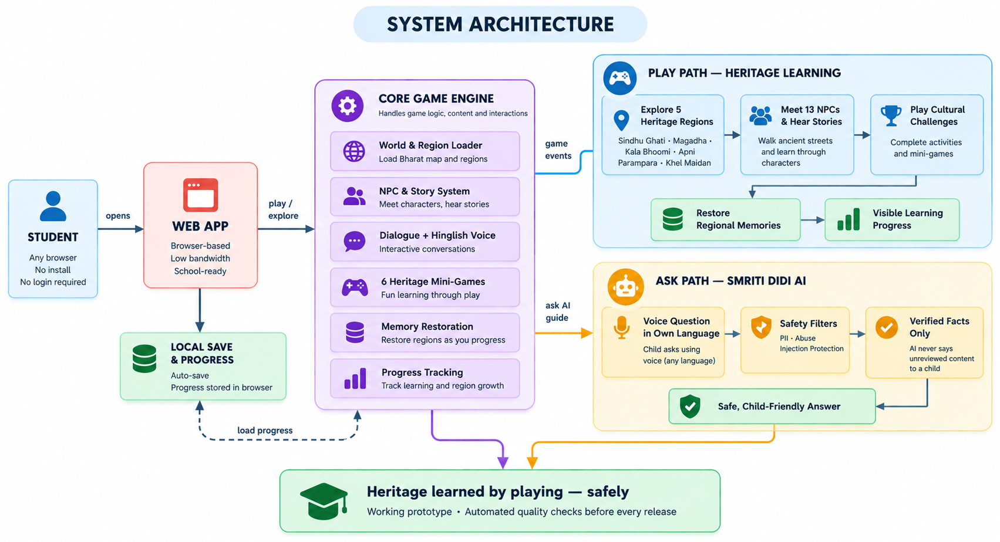 SYSTEM ARCHITECTURE
STUDENT
Any browser
No install
No login required
opens
WEB APP
Browser-based
Low bandwidth
School-ready
play /
explore
LOCAL SAVE
& PROGRESS
Auto-save
Progress stored in browser
load progress
CORE GAME ENGINE
Handles game logic, content and interactions
World & Region Loader
Load Bharat map and regions
NPC & Story System
Meet characters, hear stories
Dialogue + Hinglish Voice
Interactive conversations
6 Heritage Mini-Games
Fun learning through play
Memory Restoration
Restore regions as you progress
Progress Tracking
Track learning and region growth
game
events
ask AI
guide
PLAY PATH — HERITAGE LEARNING
Explore 5
Heritage Regions
Sindhu Ghati • Magadha •
Kala Bhoomi • Apni
Parampara • Khel Maidan
Meet 13 NPCs
& Hear Stories
Walk ancient streets
and learn through
characters
Play Cultural
Challenges
Complete activities
and mini-games
Restore
Regional Memories
Visible Learning
Progress
ASK PATH — SMRITI DIDI AI
Voice Question
in Own Language
Child asks using
voice (any language)
Safety Filters
PII • Abuse
Injection Protection
Verified Facts
Only
AI never says
unreviewed content
to a child
Safe, Child-Friendly Answer
Heritage learned by playing — safely
Working prototype • Automated quality checks before every release